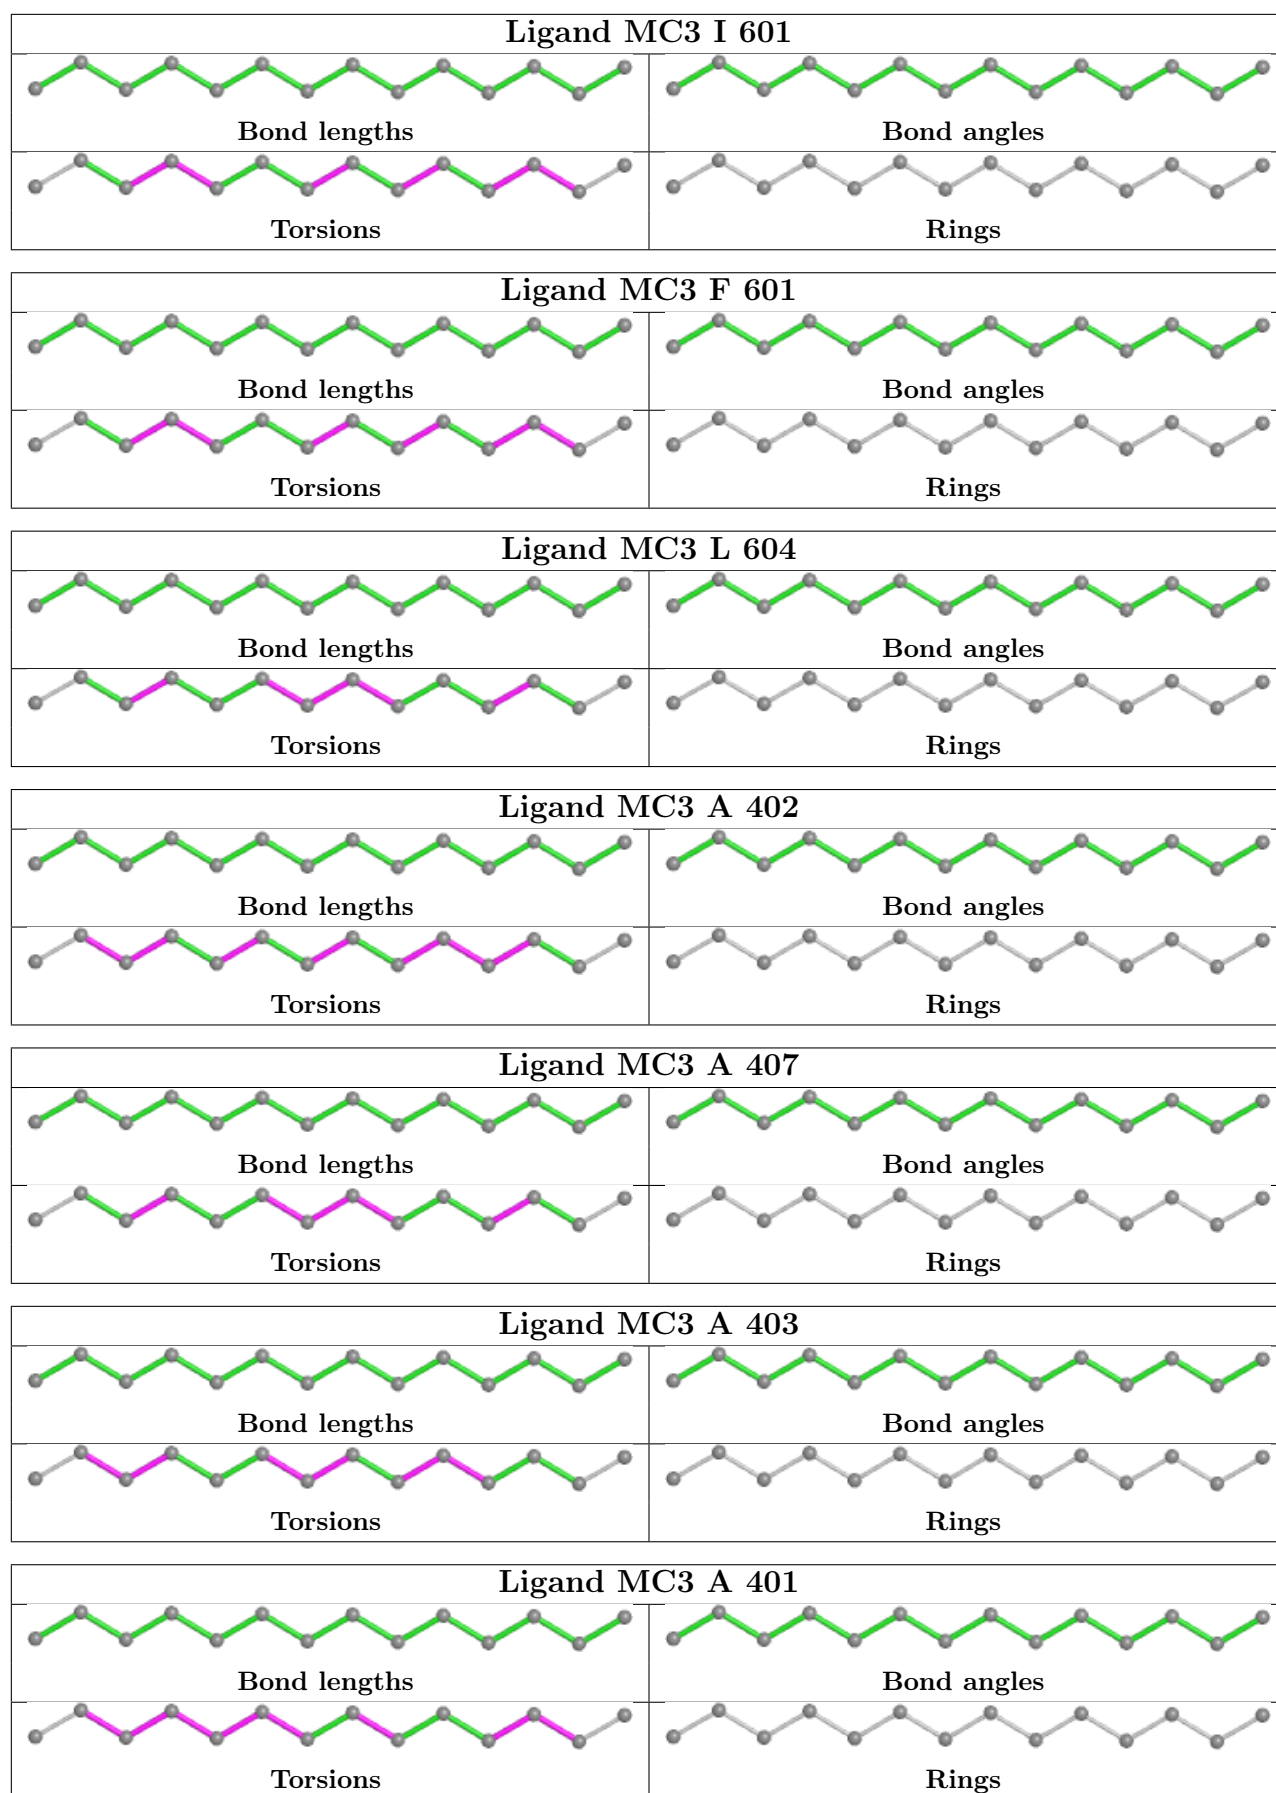 Ligand MC3 I 601
Bond lengths Bond angles
Torsions Rings
Ligand MC3 F 601
Bond lengths Bond angles
Torsions Rings
Ligand MC3 L 604
Bond lengths Bond angles
Torsions Rings
Ligand MC3 A 402
Bond lengths Bond angles
Torsions Rings
Ligand MC3 A 407
Bond lengths Bond angles
Torsions Rings
Ligand MC3 A 403
Bond lengths Bond angles
Torsions Rings
Ligand MC3 A 401
Bond lengths Bond angles
Torsions Rings